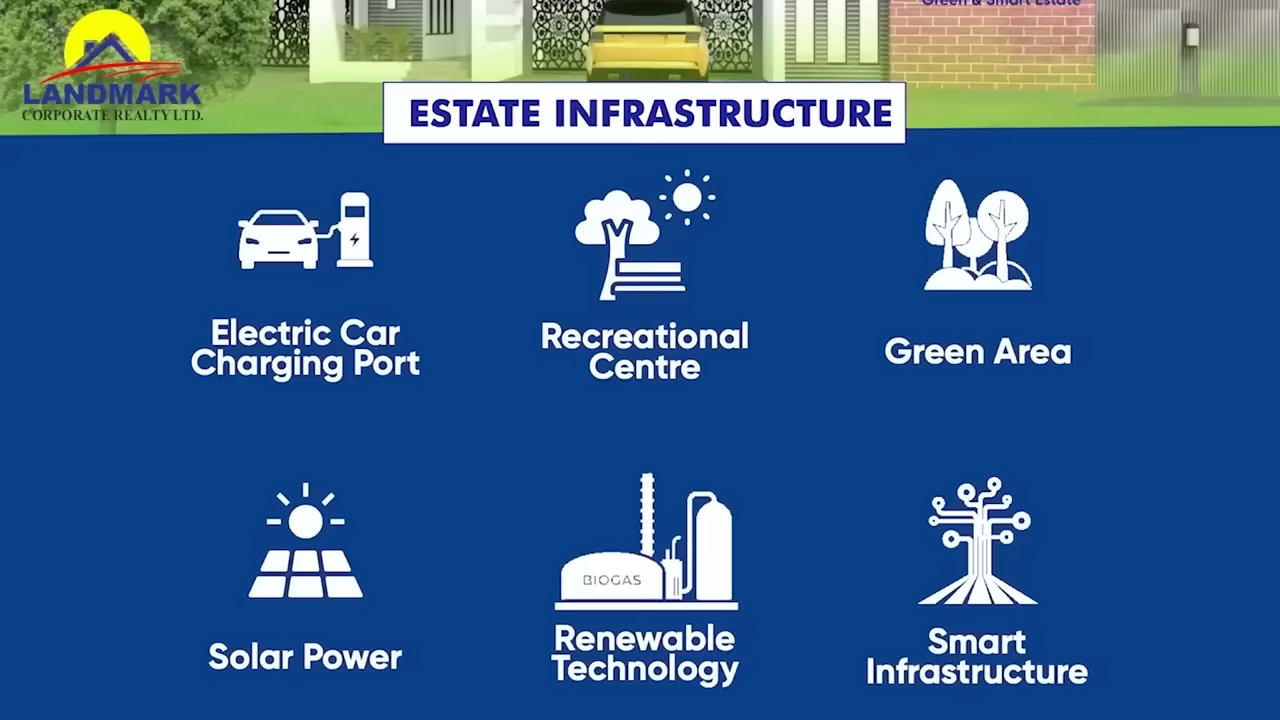 Green & Smart Estate
LANDMARK
CORPORATE REALTY LTD.
ESTATE INFRASTRUCTURE
Electric Car
Charging Port
Recreational
Centre
Green Area
Solar Power
BIOGAS
Renewable
Technology
Smart
Infrastructure